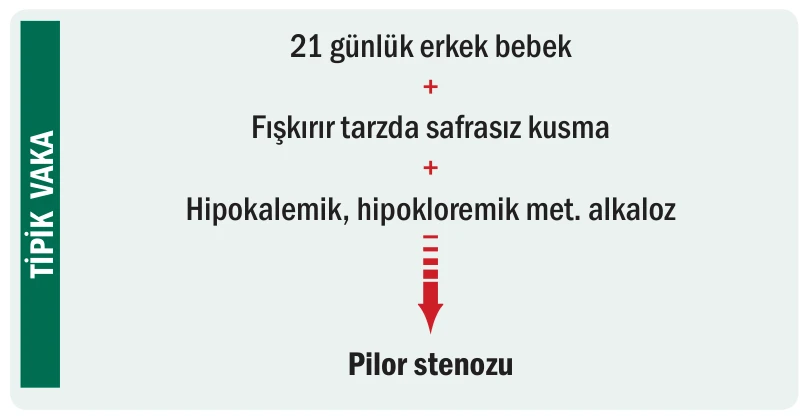 TİPİK VAKA
21 günlük erkek bebek
+
Fışkırır tarzda safrasız kusma
+
Hipokalemik, hipokloremik met. alkaloz
Pilor stenozu